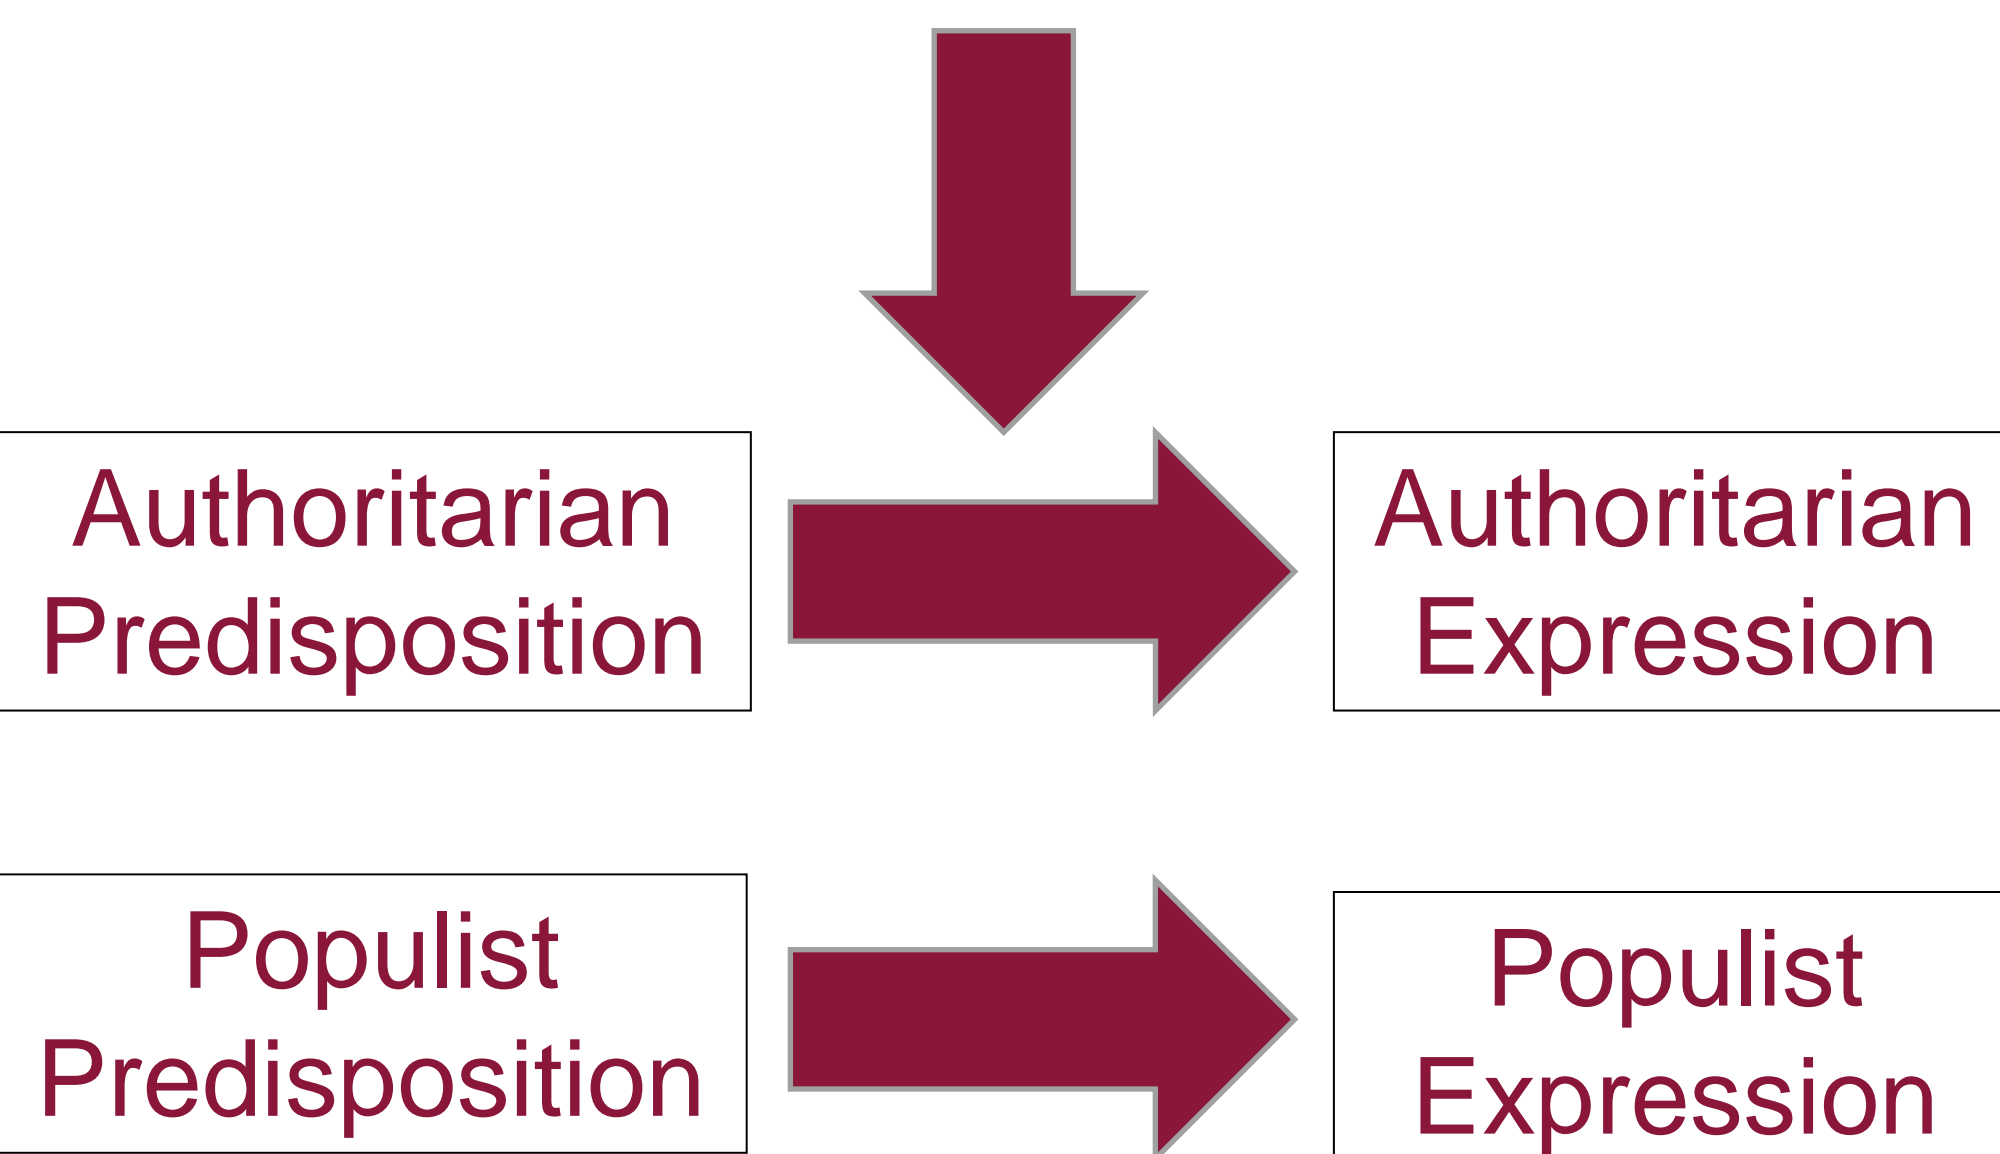 Authoritarian
Predisposition
Authoritarian
Expression
Populist
Predisposition
Populist
Expression